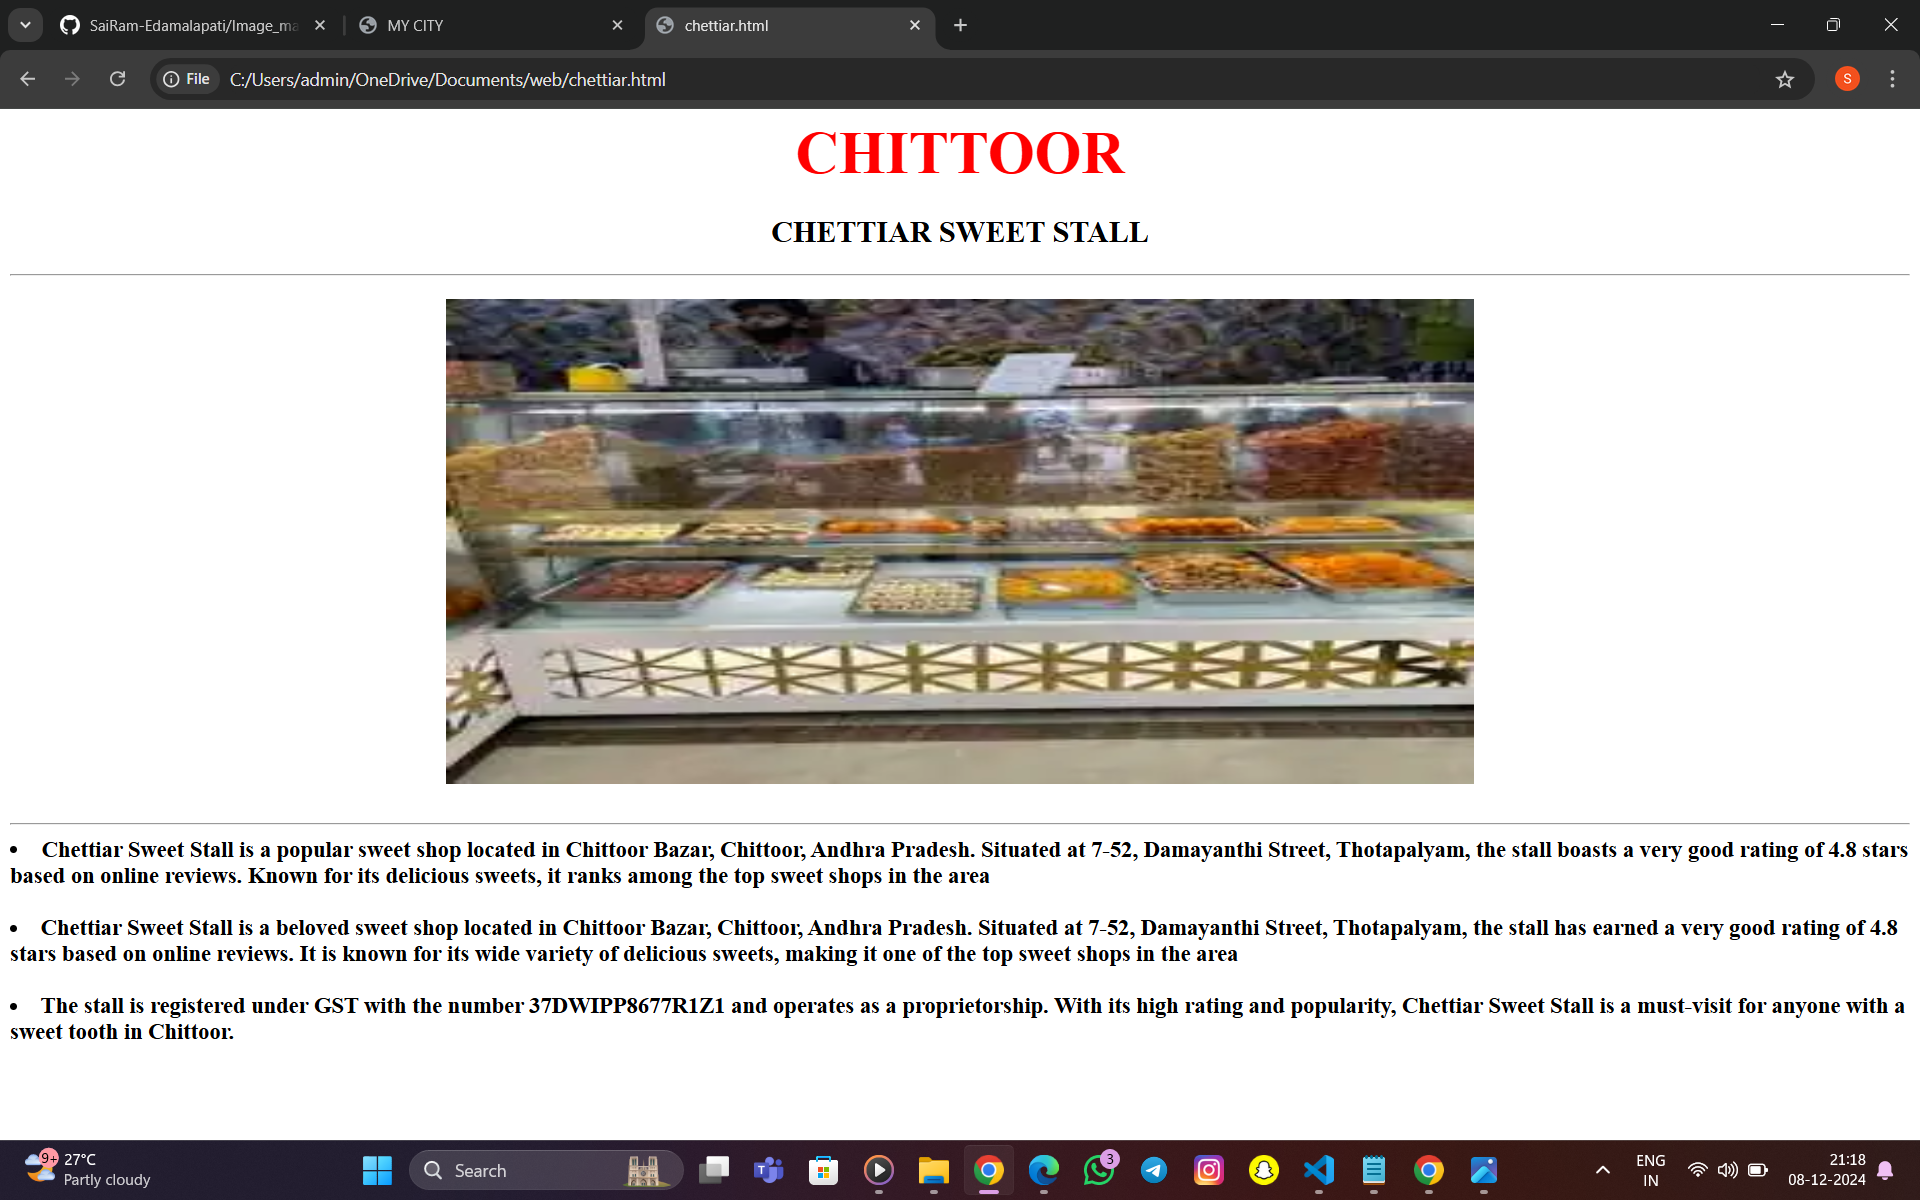 SaiRam-Edamalapati/Image_ma
MY CITY
chettiar.html
File
C:/Users/admin/OneDrive/Documents/web/chettiar.html
S
CHITTOOR
CHETTIAR SWEET STALL
• Chettiar Sweet Stall is a popular sweet shop located in Chittoor Bazar, Chittoor, Andhra Pradesh. Situated at 7-52, Damayanthi Street, Thotapalyam, the stall boasts a very good rating of 4.8 stars
based on online reviews. Known for its delicious sweets, it ranks among the top sweet shops in the area
• Chettiar Sweet Stall is a beloved sweet shop located in Chittoor Bazar, Chittoor, Andhra Pradesh. Situated at 7-52, Damayanthi Street, Thotapalyam, the stall has earned a very good rating of 4.8
stars based on online reviews. It is known for its wide variety of delicious sweets, making it one of the top sweet shops in the area
• The stall is registered under GST with the number 37DWIPP8677R1Z1 and operates as a proprietorship. With its high rating and popularity, Chettiar Sweet Stall is a must-visit for anyone with a
sweet tooth in Chittoor.
9+
27°C
Partly cloudy
Search
3
ENG
IN
21:18
08-12-2024